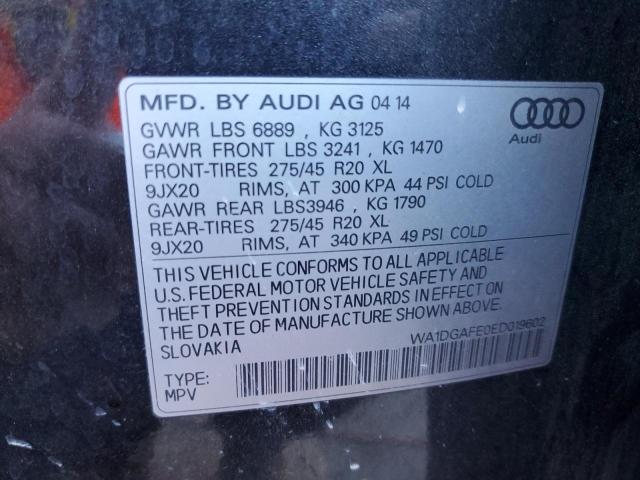 MFD. BY AUDI AG 04 14
GVWR LBS 6889 , KG 3125
GAWR FRONT LBS 3241 , KG 1470
FRONT-TIRES 275/45 R20 XL
9JX20 RIMS, AT 300 KPA 44 PSI COLD
GAWR REAR LBS3946 , KG 1790
REAR-TIRES 275/45 R20 XL
9JX20 RIMS, AT 340 KPA 49 PSI COLD
Audi
THIS VEHICLE CONFORMS TO ALL APPLICABLE
U.S. FEDERAL MOTOR VEHICLE SAFETY AND
THEFT PREVENTION STANDARDS IN EFFECT ON
THE DATE OF MANUFACTURE SHOWN ABOVE.
SLOVAKIA
WA1DGAFE0ED019602
TYPE:
MPV